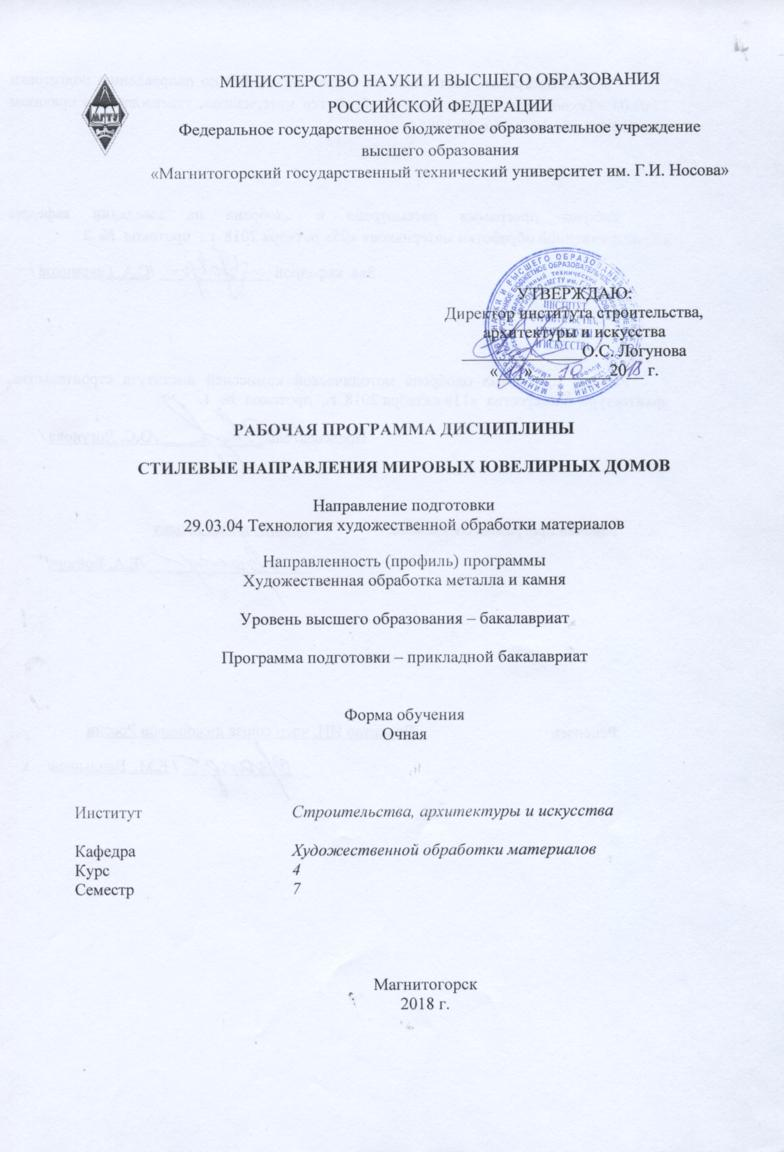 МИНИСТЕРСТВО НАУКИ И ВЫСШЕГО ОБРАЗОВАНИЯ
РОССИЙСКОЙ ФЕДЕРАЦИИ
Федеральное государственное бюджетное образовательное учреждение
высшего образования
«Магнитогорский государственный технический университет им. Г.И. Носова»
МГТУ
УТВЕРЖДАЮ:
Директор института строительства,
архитектуры и искусства
О.С. Логунова
« » 10 2018 г.
РАБОЧАЯ ПРОГРАММА ДИСЦИПЛИНЫ
СТИЛЕВЫЕ НАПРАВЛЕНИЯ МИРОВЫХ ЮВЕЛИРНЫХ ДОМОВ
Направление подготовки
29.03.04 Технология художественной обработки материалов
Направленность (профиль) программы
Художественная обработка металла и камня
Уровень высшего образования – бакалавриат
Программа подготовки – прикладной бакалавриат
Форма обучения
Очная
Институт Строительства, архитектуры и искусства
Кафедра Художественной обработки материалов
Курс 4
Семестр 7
Магнитогорск
2018 г.